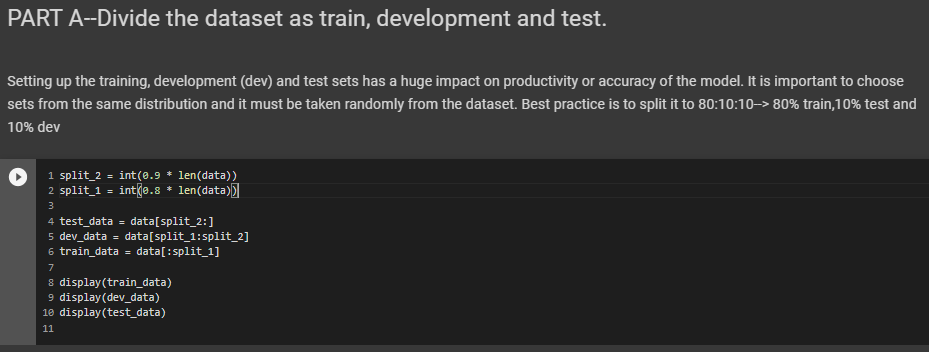 PART A--Divide the dataset as train, development and test.
Setting up the training, development (dev) and test sets has a huge impact on productivity or accuracy of the model. It is important to choose
sets from the same distribution and it must be taken randomly from the dataset. Best practice is to split it to 80:10:10--> 80% train,10% test and
10% dev
1 split_2 = int(0.9 * len(data))
2 split_1 = int(0.8 * len(data))
3
4 test_data = data[split_2:]
5 dev_data = data[split_1:split_2]
6 train_data = data[:split_1]
7
8 display(train_data)
9 display(dev_data)
10 display(test_data)
11